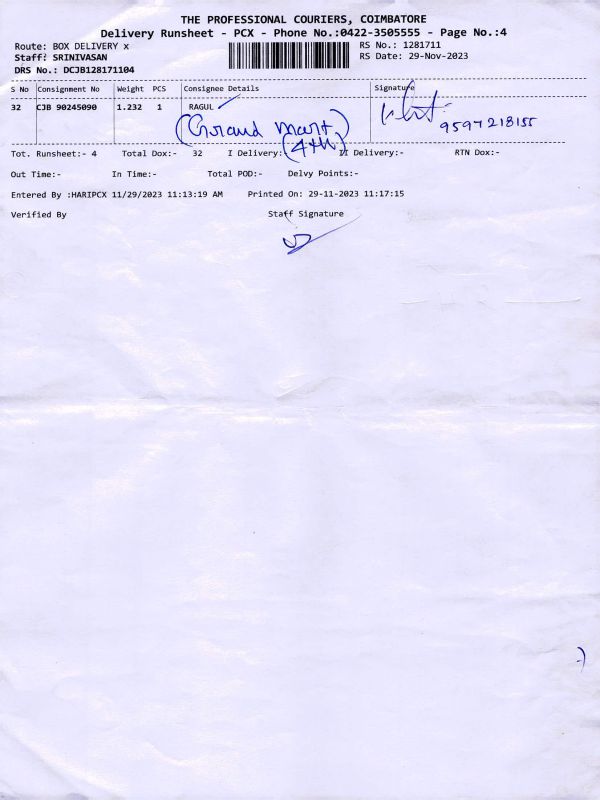 THE PROFESSIONAL COURIERS, COIMBATORE
Delivery Runsheet - PCX - Phone No.:0422-3505555 - Page No.:4
Route: BOX DELIVERY x RS No.: 1281711
Staff: SRINIVASAN RS Date: 29-Nov-2023
DRS No.: DCJB128171104
S No Consignment No Weight PCS Consignee Details Signature
32 CJB 90245090 1.232 1 RAGUL
(Grand Mart)
9597218155
(4th)
Tot. Runsheet:- 4 Total Dox:- 32 I Delivery:- II Delivery:- RTN Dox:-
Out Time:- In Time:- Total POD:- Delvy Points:-
Entered By :HARIPCX 11/29/2023 11:13:19 AM Printed On: 29-11-2023 11:17:15
Verified By Staff Signature